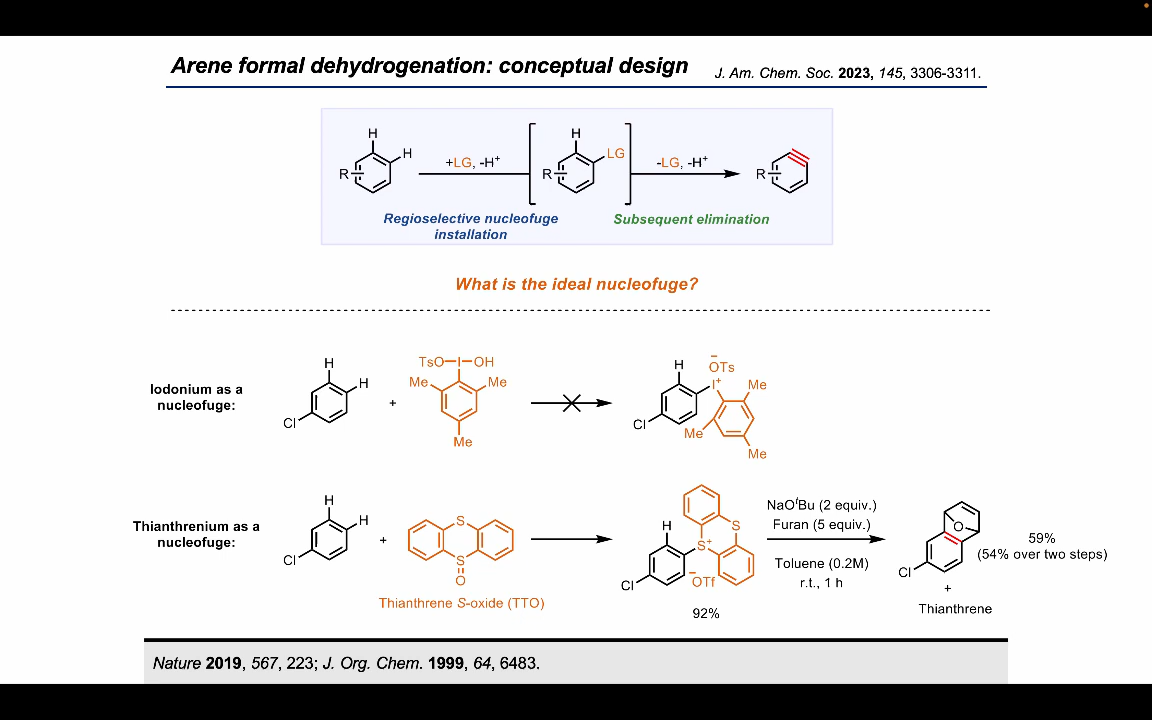 Arene formal dehydrogenation: conceptual design
J. Am. Chem. Soc. 2023, 145, 3306-3311.
H
H
R
+LG, -H⁺
H
LG
R
-LG, -H⁺
R
Regioselective nucleofuge
installation
Subsequent elimination
What is the ideal nucleofuge?
Iodonium as a
nucleofuge:
H
H
Cl
+
TsO I OH
Me Me
Me
H
–
OTs
I⁺
Me
Cl
Me
Me
Thianthrenium as a
nucleofuge:
H
H
Cl
+
S
S
O
Thianthrene S-oxide (TTO)
H
S
S⁺
Cl
–
OTf
92%
NaOᵗBu (2 equiv.)
Furan (5 equiv.)
Toluene (0.2M)
r.t., 1 h
O
Cl
+
Thianthrene
59%
(54% over two steps)
Nature 2019, 567, 223; J. Org. Chem. 1999, 64, 6483.